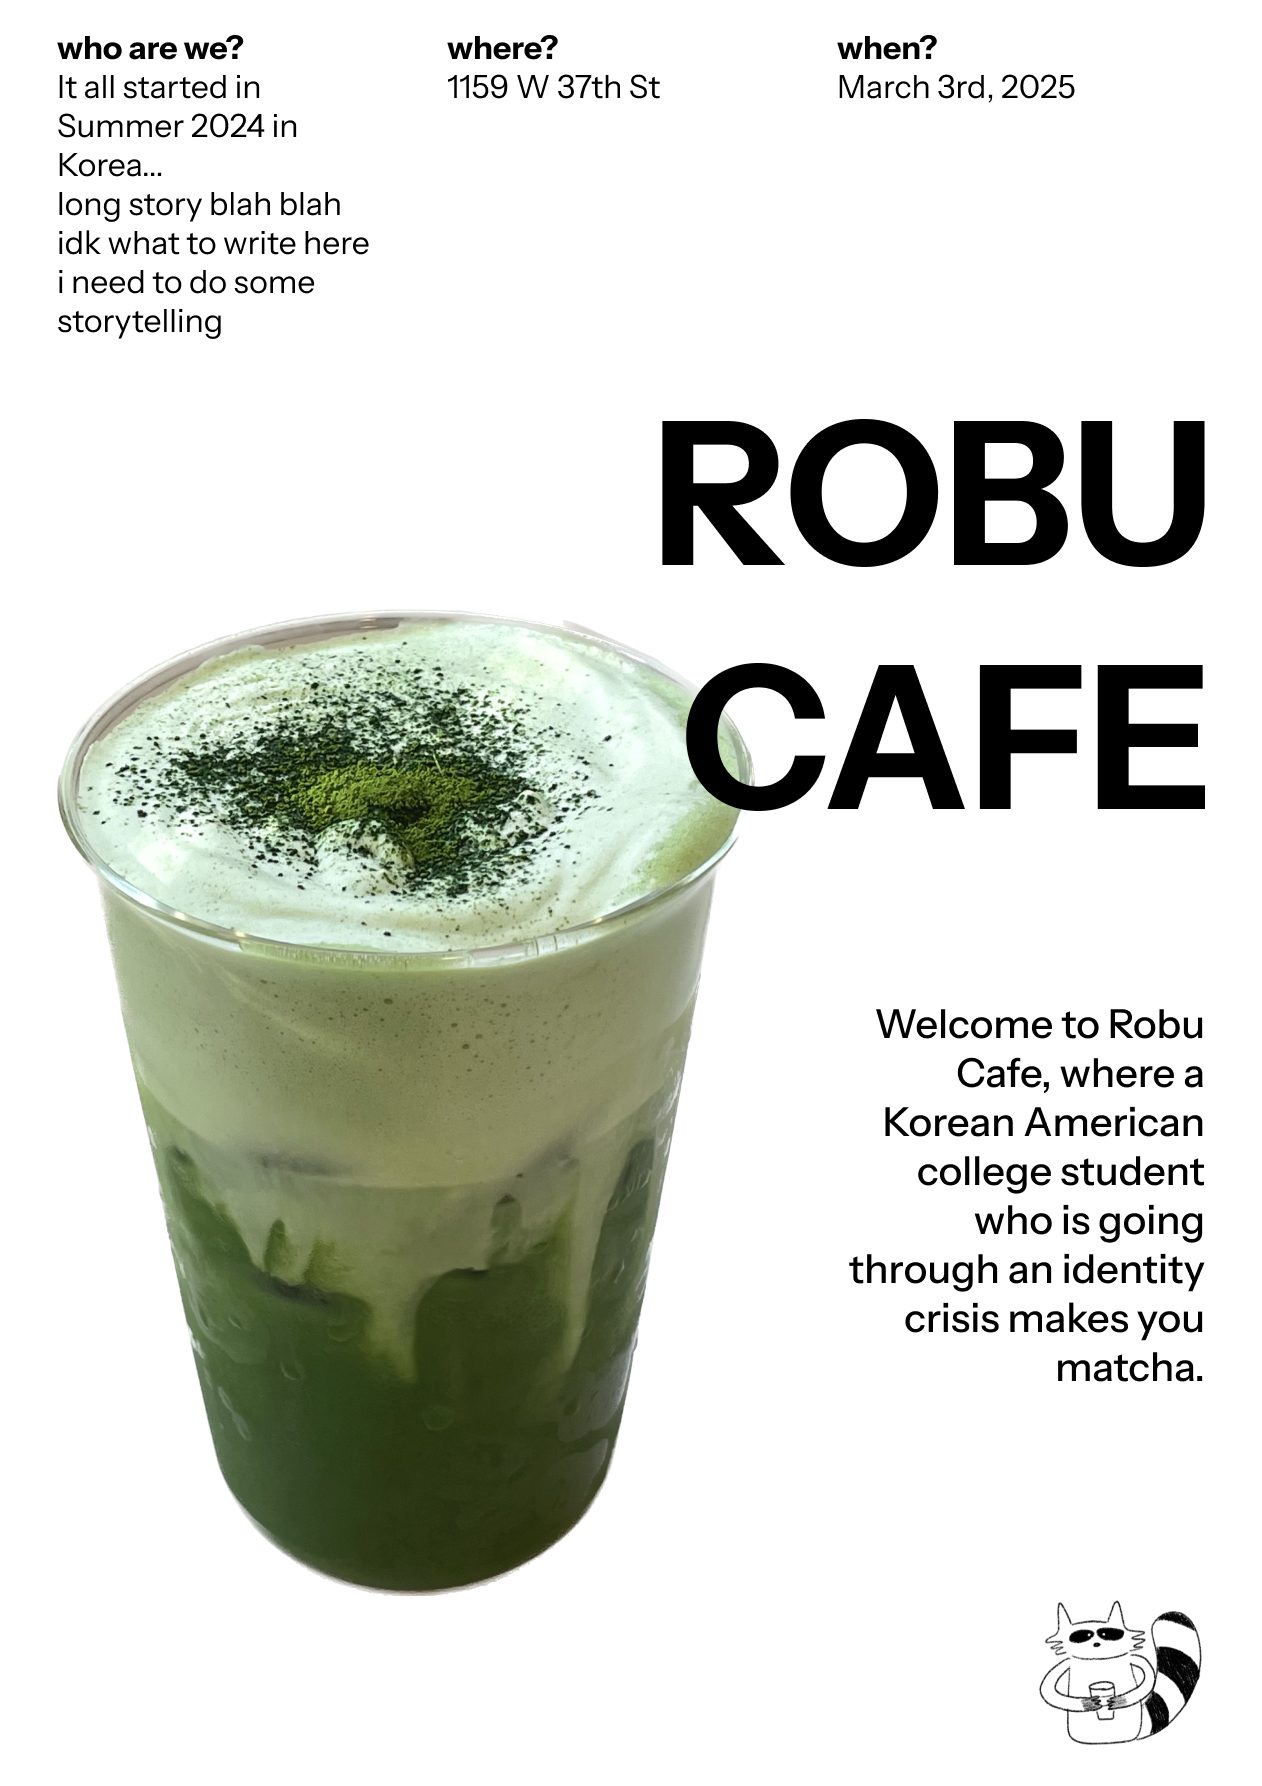 who are we?
It all started in
Summer 2024 in
Korea...
long story blah blah
idk what to write here
i need to do some
storytelling
where?
1159 W 37th St
when?
March 3rd, 2025
ROBU
CAFE
Welcome to Robu
Cafe, where a
Korean American
college student
who is going
through an identity
crisis makes you
matcha.